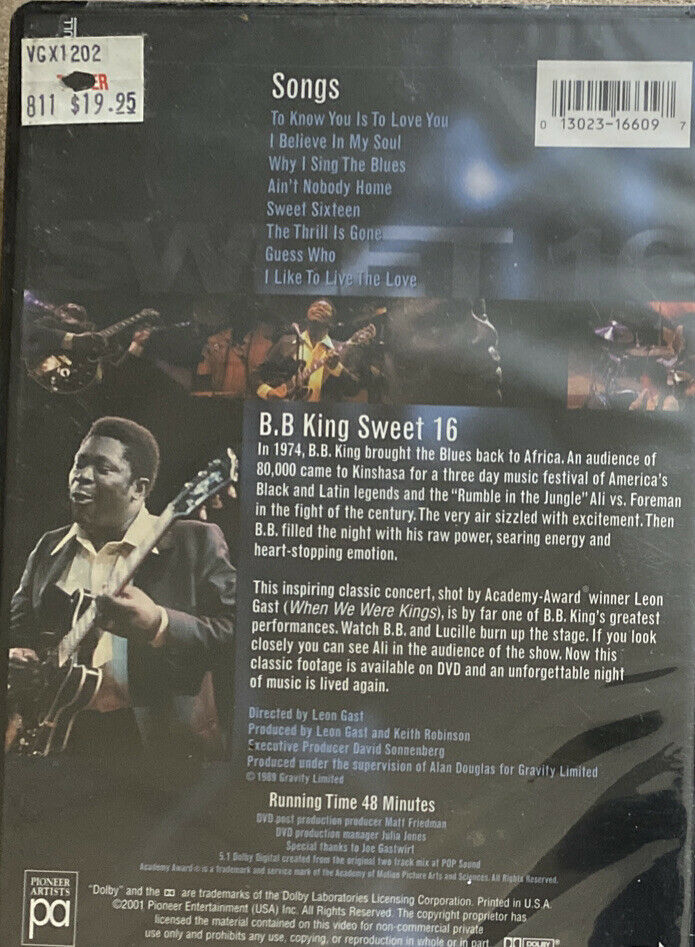 VGX1202
ER
811 $19.95
Songs
To Know You Is To Love You
I Believe In My Soul
Why I Sing The Blues
Ain't Nobody Home
Sweet Sixteen
The Thrill Is Gone
Guess Who
I Like To Live The Love
0 13023-16609 7
SWEET 16
B.B King Sweet 16
In 1974, B.B. King brought the Blues back to Africa. An audience of
80,000 came to Kinshasa for a three day music festival of America's
Black and Latin legends and the "Rumble in the Jungle" Ali vs. Foreman
in the fight of the century. The very air sizzled with excitement. Then
B.B. filled the night with his raw power, searing energy and
heart-stopping emotion.
This inspiring classic concert, shot by Academy-Award® winner Leon
Gast (When We Were Kings), is by far one of B.B. King's greatest
performances. Watch B.B. and Lucille burn up the stage. If you look
closely you can see Ali in the audience of the show. Now this
classic footage is available on DVD and an unforgettable night
of music is lived again.
Directed by Leon Gast
Produced by Leon Gast and Keith Robinson
Executive Producer David Sonnenberg
Produced under the supervision of Alan Douglas for Gravity Limited
© 1989 Gravity Limited
Running Time 48 Minutes
DVD post production producer Matt Friedman
DVD production manager Julia Jones
Special thanks to Joe Gastwirt
5.1 Dolby Digital created from the original two track mix at POP Sound
Academy Award® is a trademark and service mark of the Academy of Motion Picture Arts and Sciences. All Rights Reserved.
PIONEER
ARTISTS
pa
"Dolby" and the are trademarks of the Dolby Laboratories Licensing Corporation. Printed in U.S.A.
©2001 Pioneer Entertainment (USA) Inc. All Rights Reserved. The copyright proprietor has
licensed the material contained on this video for non-commercial private
use only and prohibits any use, copying, or reproduction in whole or in part.
DOLBY